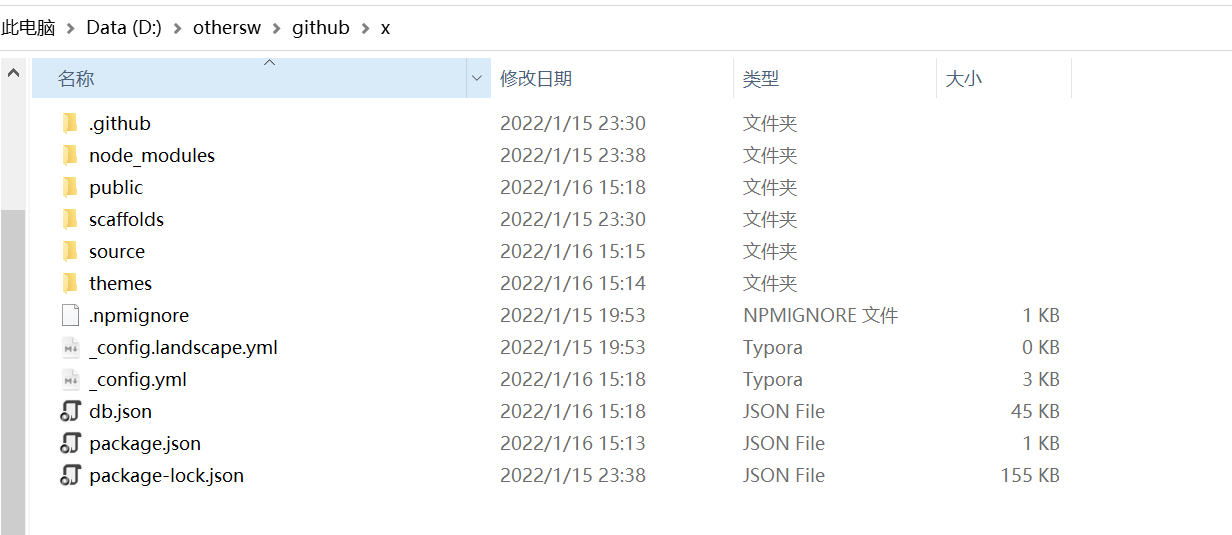 此电脑 > Data (D:) > othersw > github > x
名称 修改日期 类型 大小
.github 2022/1/15 23:30 文件夹
node_modules 2022/1/15 23:38 文件夹
public 2022/1/16 15:18 文件夹
scaffolds 2022/1/15 23:30 文件夹
source 2022/1/16 15:15 文件夹
themes 2022/1/16 15:14 文件夹
.npmignore 2022/1/15 19:53 NPMIGNORE 文件 1 KB
_config.landscape.yml 2022/1/15 19:53 Typora 0 KB
_config.yml 2022/1/16 15:18 Typora 3 KB
db.json 2022/1/16 15:18 JSON File 45 KB
package.json 2022/1/16 15:13 JSON File 1 KB
package-lock.json 2022/1/15 23:38 JSON File 155 KB